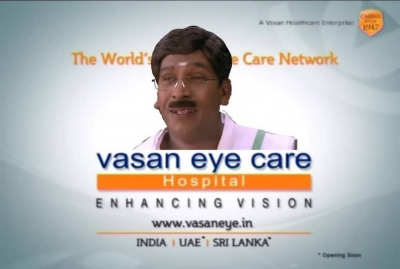 A Vasan Healthcare Enterprise
1947
The World's e Care Network
vasan eye care
Hospital
ENHANCING VISION
www.vasaneye.in
INDIA | UAE* | SRI LANKA*
* Opening Soon